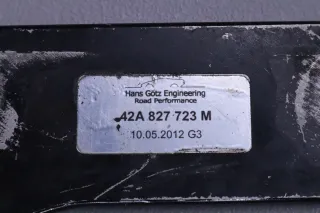 Hans Götz Engineering
Road Performance
42A 827 723 M
10.05.2012 G3